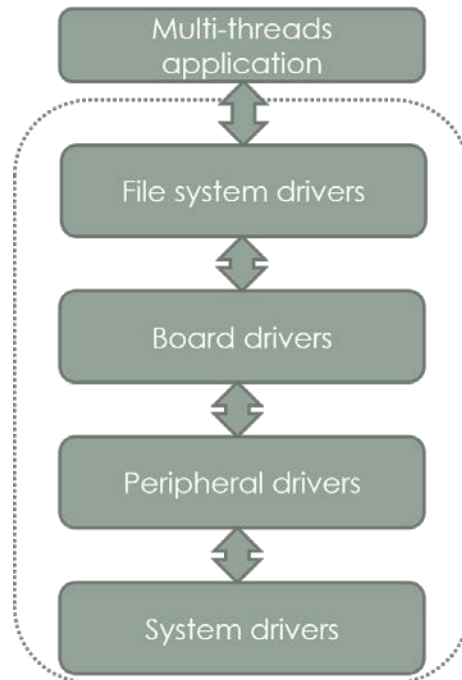 Multi-threads
application
File system drivers
Board drivers
Peripheral drivers
System drivers